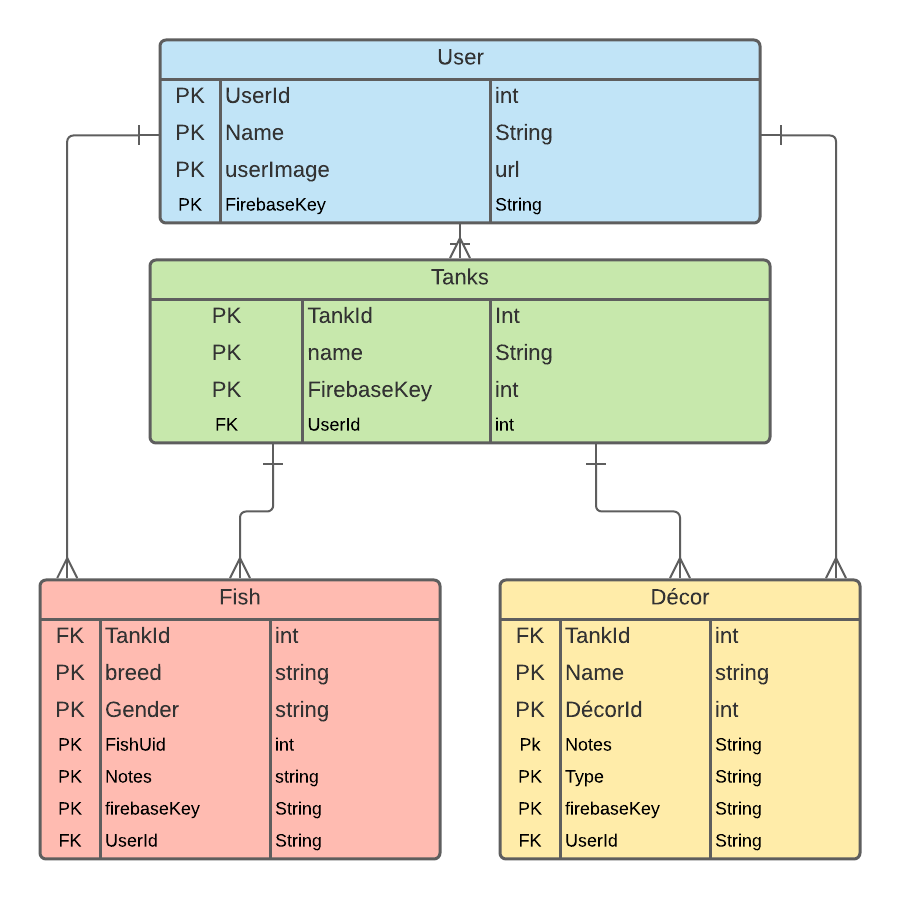 User
PK UserId int
PK Name String
PK userImage url
PK FirebaseKey String
Tanks
PK TankId Int
PK name String
PK FirebaseKey int
FK UserId int
Fish
FK TankId int
PK breed string
PK Gender string
PK FishUid int
PK Notes string
PK firebaseKey String
FK UserId String
Décor
FK TankId int
PK Name string
PK DécorId int
Pk Notes String
PK Type String
PK firebaseKey String
FK UserId String